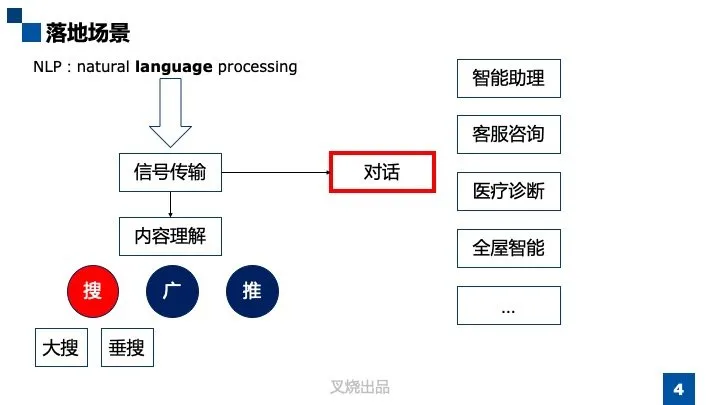 落地场景
NLP：natural language processing
信号传输
对话
内容理解
搜
广
推
大搜
垂搜
智能助理
客服咨询
医疗诊断
全屋智能
...
叉烧出品
4